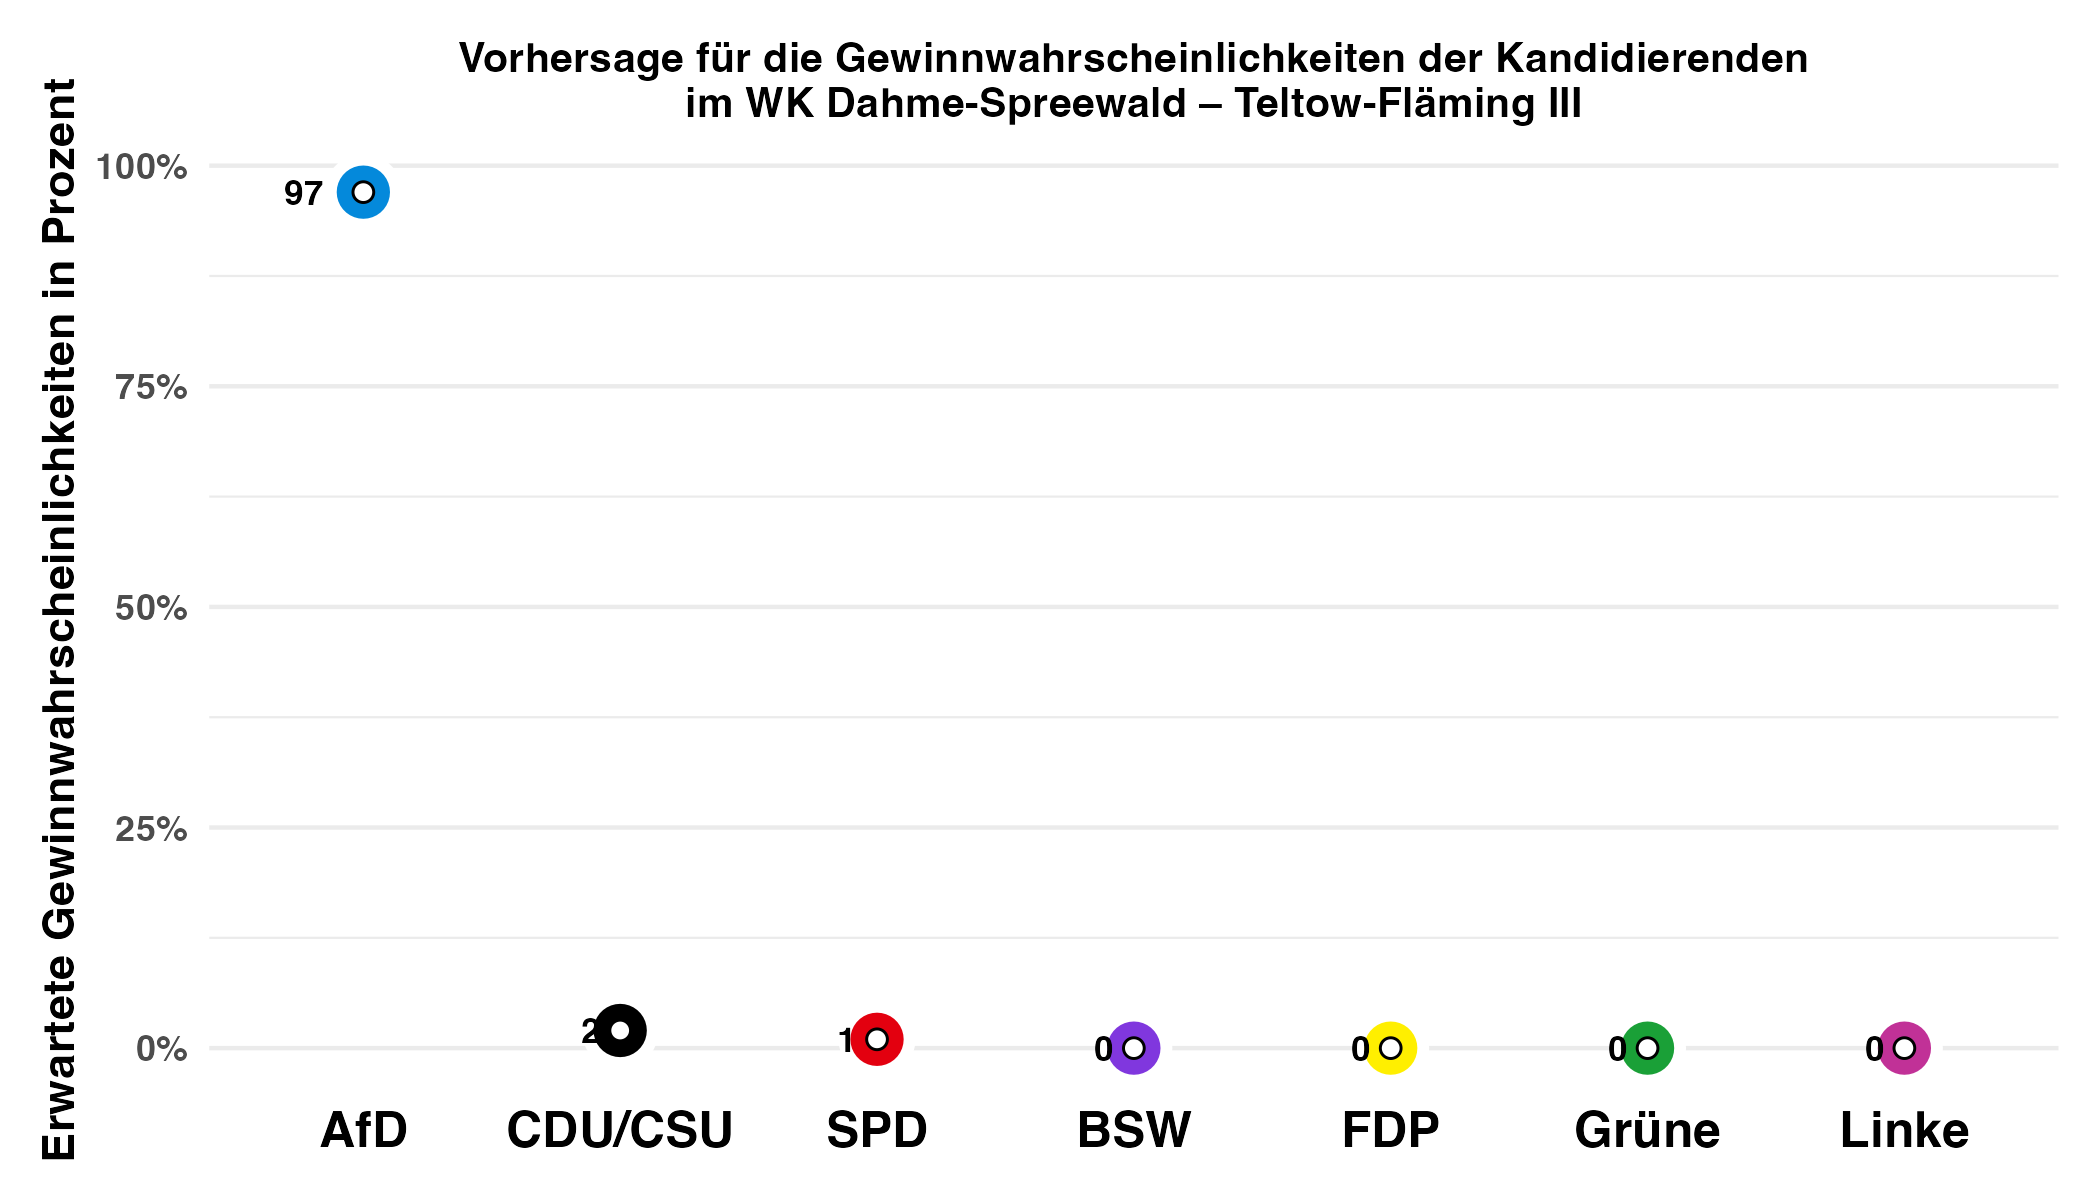 Vorhersage für die Gewinnwahrscheinlichkeiten der Kandidierenden
im WK Dahme-Spreewald – Teltow-Fläming III
Erwartete Gewinnwahrscheinlichkeiten in Prozent
100%
97
75%
50%
25%
0%
2
1
0
0
0
0
AfD
CDU/CSU
SPD
BSW
FDP
Grüne
Linke